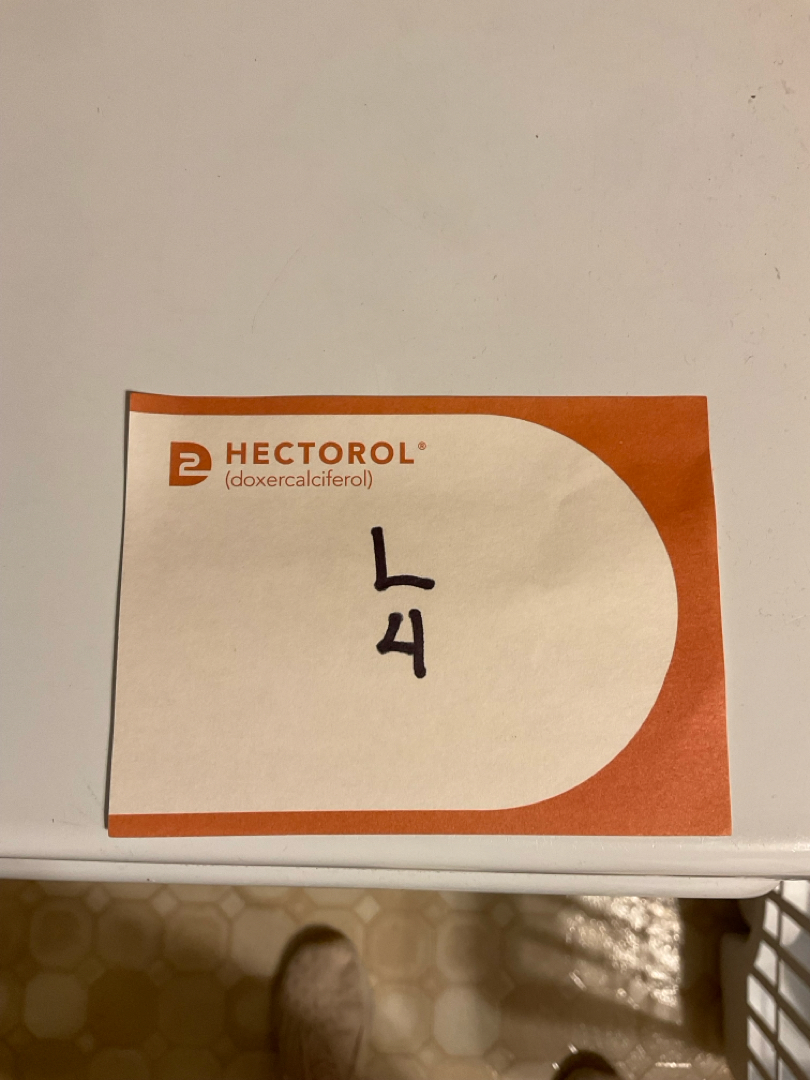 HECTOROL®
(doxercalciferol)
L
4